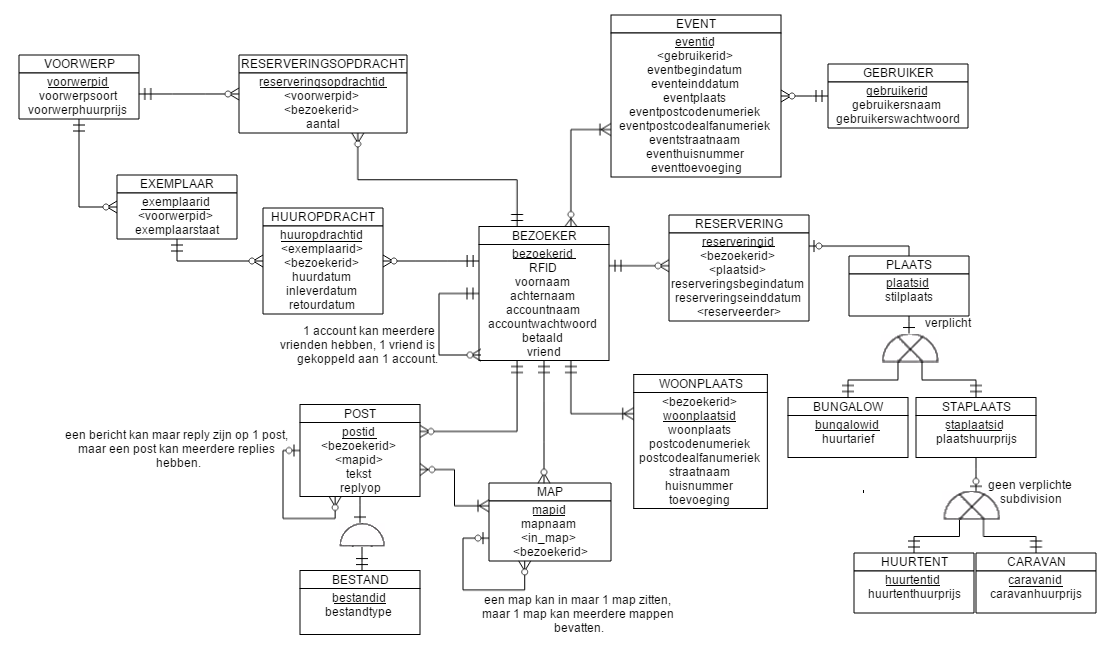 VOORWERP
voorwerpid
voorwerpsoort
voorwerphuurprijs
RESERVERINGSOPDRACHT
reserveringsopdrachtid
<voorwerpid>
<bezoekerid>
aantal
EVENT
eventid
<gebruikerid>
eventbegindatum
eventeinddatum
eventplaats
eventpostcodenumeriek
eventpostcodealfanumeriek
eventstraatnaam
eventhuisnummer
eventtoevoeging
GEBRUIKER
gebruikerid
gebruikersnaam
gebruikerswachtwoord
EXEMPLAAR
exemplaarid
<voorwerpid>
exemplaarstaat
HUUROPDRACHT
huuropdrachtid
<exemplaarid>
<bezoekerid>
huurdatum
inleverdatum
retourdatum
BEZOEKER
bezoekerid
RFID
voornaam
achternaam
accountnaam
accountwachtwoord
betaald
vriend
1 account kan meerdere
vrienden hebben, 1 vriend is
gekoppeld aan 1 account.
RESERVERING
reserveringid
<bezoekerid>
<plaatsid>
reserveringsbegindatum
reserveringseinddatum
<reserveerder>
PLAATS
plaatsid
stilplaats
verplicht
BUNGALOW
bungalowid
huurtarief
STAPLAATS
staplaatsid
plaatshuurprijs
geen verplichte
subdivision
HUURTENT
huurtentid
huurtenthuurprijs
CARAVAN
caravanid
caravanhuurprijs
WOONPLAATS
<bezoekerid>
woonplaatsid
woonplaats
postcodenumeriek
postcodealfanumeriek
straatnaam
huisnummer
toevoeging
POST
postid
<bezoekerid>
<mapid>
tekst
replyop
een bericht kan maar reply zijn op 1 post,
maar een post kan meerdere replies
hebben.
MAP
mapid
mapnaam
<in_map>
<bezoekerid>
een map kan in maar 1 map zitten,
maar 1 map kan meerdere mappen
bevatten.
BESTAND
bestandid
bestandtype